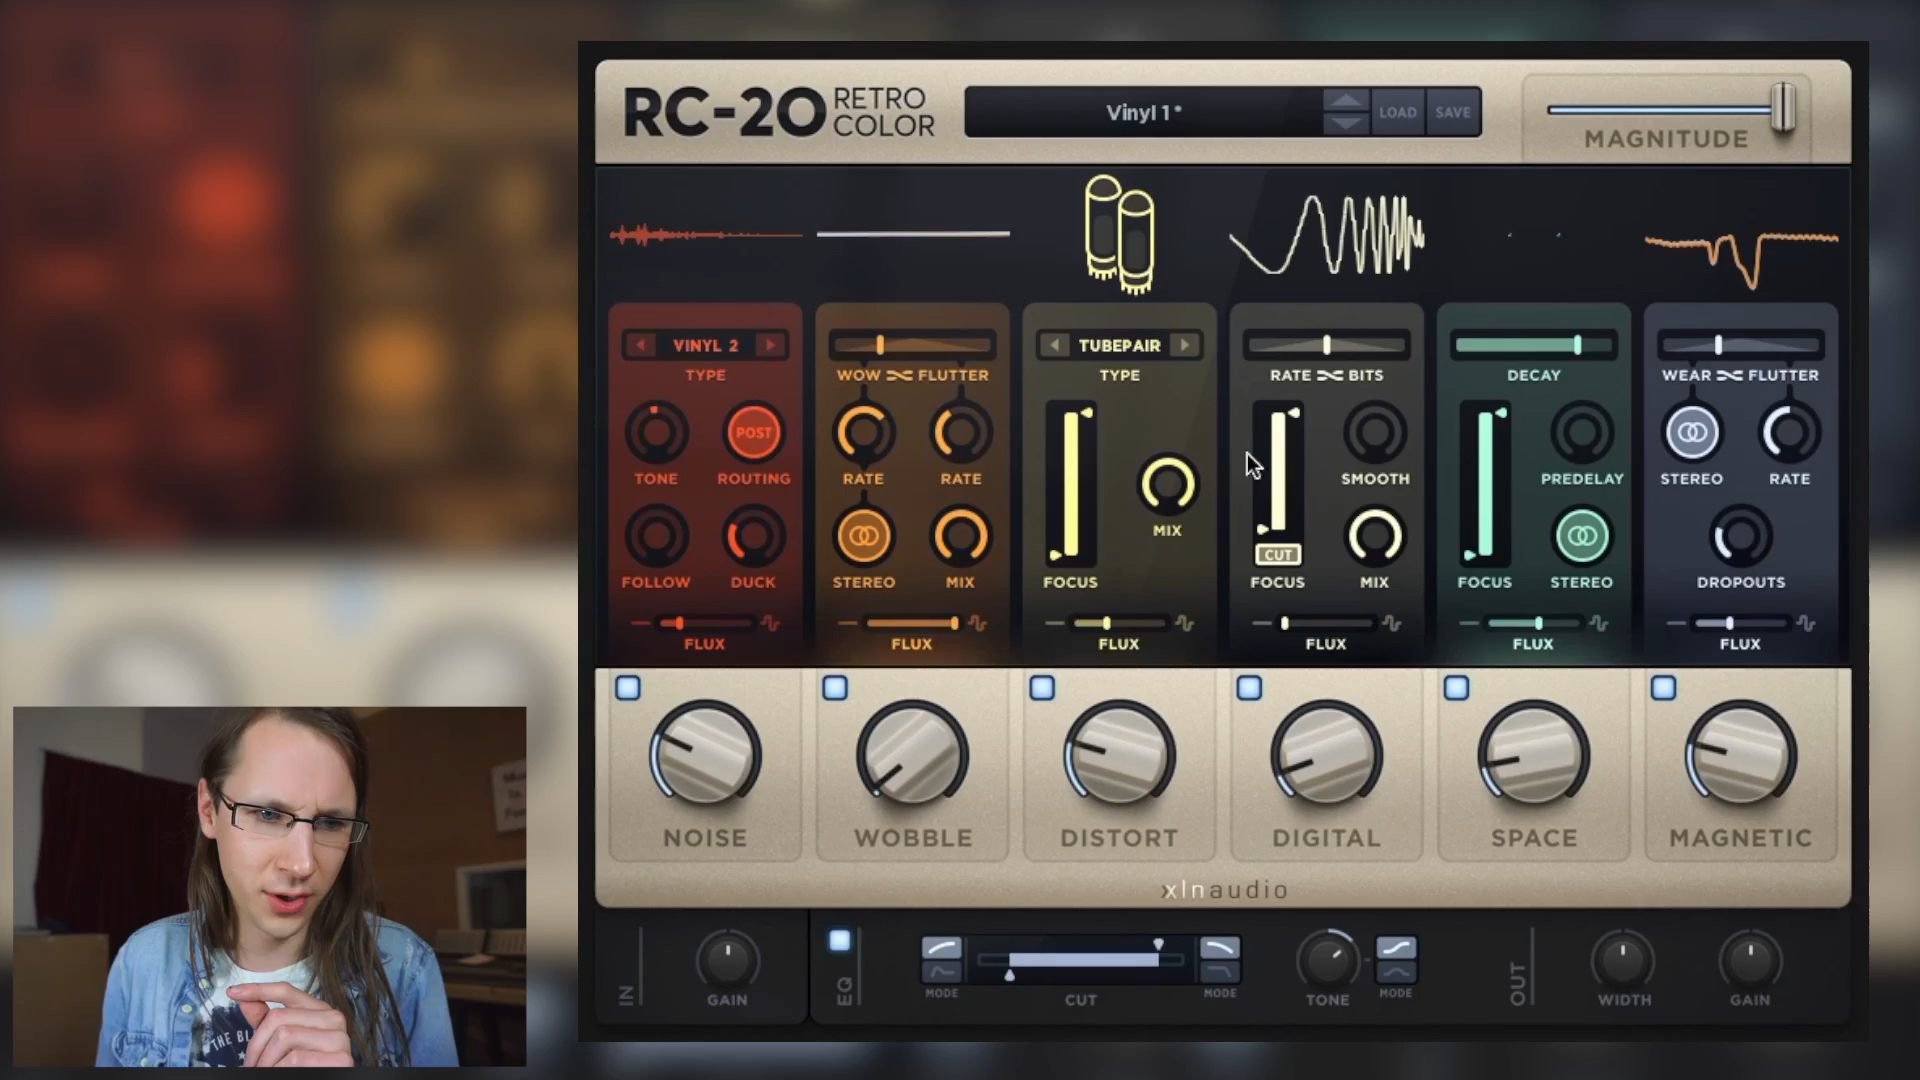 RC-20 RETRO COLOR
Vinyl 1*
LOAD SAVE
MAGNITUDE
VINYL 2
TYPE
TONE
POST
ROUTING
FOLLOW
DUCK
FLUX
WOW FLUTTER
RATE RATE
STEREO MIX
FLUX
TUBEPAIR
TYPE
MIX
FOCUS
FLUX
RATE BITS
SMOOTH
CUT
FOCUS MIX
FLUX
DECAY
PREDELAY
FOCUS STEREO
FLUX
WEAR FLUTTER
STEREO RATE
DROPOUTS
FLUX
NOISE WOBBLE DISTORT DIGITAL SPACE MAGNETIC
xlnaudio
IN
GAIN
EQ
MODE
CUT
MODE
TONE
MODE
OUT
WIDTH
GAIN
THE BL